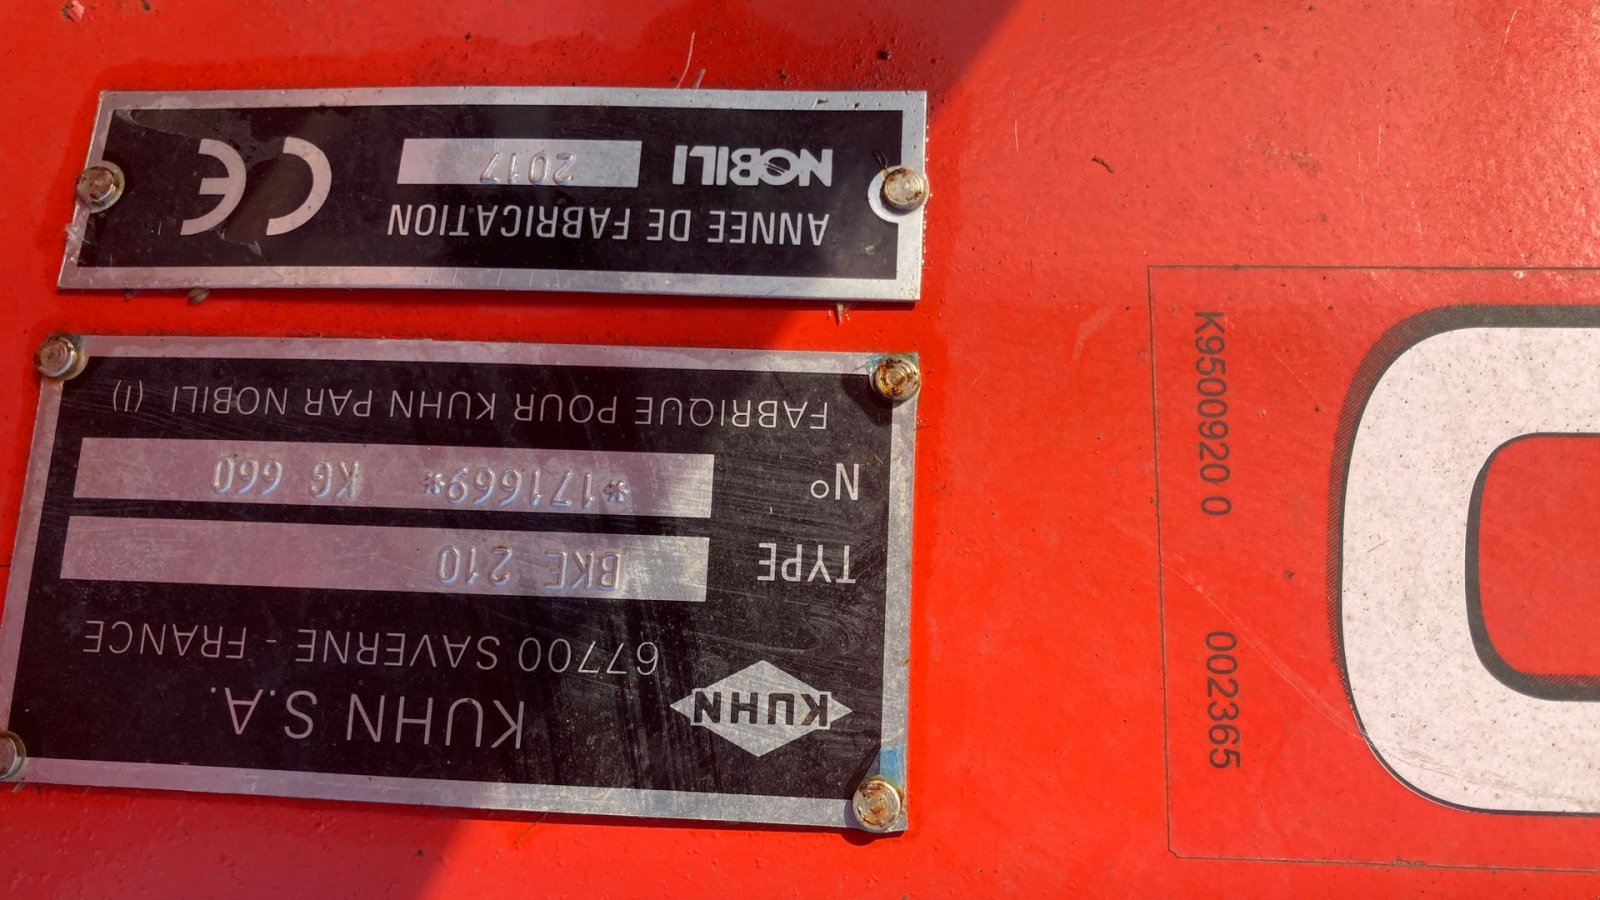 KUHN
KUHN S.A.
67700 SAVERNE - FRANCE
TYPE BKE 210
N° *171669* KG 660
FABRIQUE POUR KUHN PAR NOBILI (I)
ANNEE DE FABRICATION
NOBILI 2017 CE
K95009200 0
002365